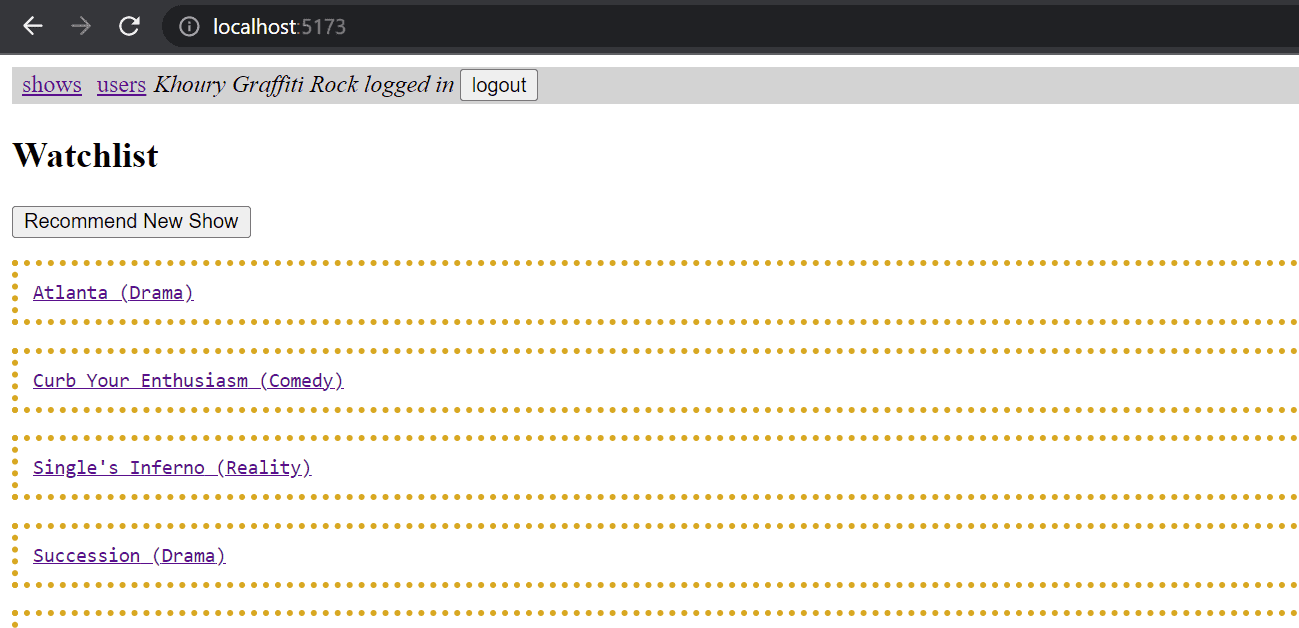 localhost:5173
shows users Khoury Graffiti Rock logged in logout
Watchlist
Recommend New Show
Atlanta (Drama)
Curb Your Enthusiasm (Comedy)
Single's Inferno (Reality)
Succession (Drama)